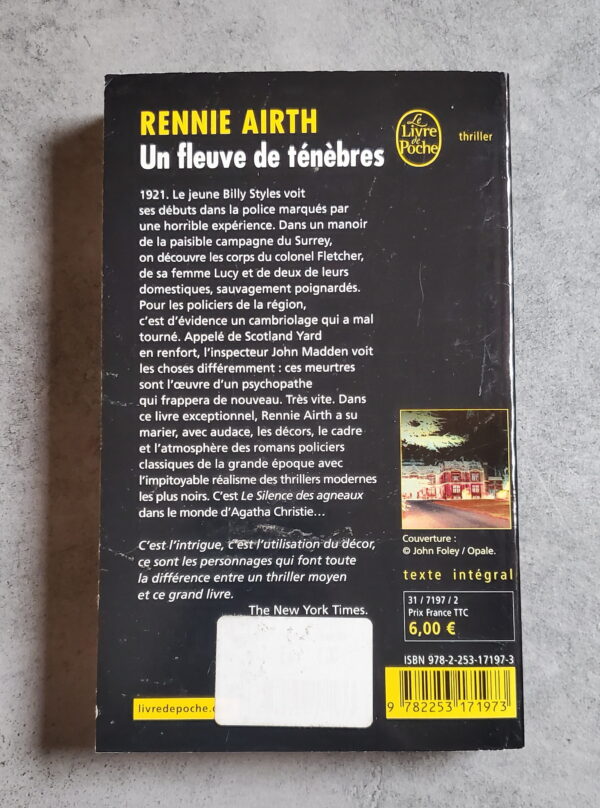 RENNIE AIRTH
Un fleuve de ténèbres
Le
Livre
de
Poche
thriller
1921. Le jeune Billy Styles voit
ses débuts dans la police marqués par
une horrible expérience. Dans un manoir
de la paisible campagne du Surrey,
on découvre les corps du colonel Fletcher,
de sa femme Lucy et de deux de leurs
domestiques, sauvagement poignardés.
Pour les policiers de la région,
c'est d'évidence un cambriolage qui a mal
tourné. Appelé de Scotland Yard
en renfort, l'inspecteur John Madden voit
les choses différemment : ces meurtres
sont l'œuvre d'un psychopathe
qui frappera de nouveau. Très vite. Dans
ce livre exceptionnel, Rennie Airth a su
marier, avec audace, les décors, le cadre
et l'atmosphère des romans policiers
classiques de la grande époque avec
l'impitoyable réalisme des thrillers modernes
les plus noirs. C'est Le Silence des agneaux
dans le monde d'Agatha Christie…
C'est l'intrigue, c'est l'utilisation du décor,
ce sont les personnages qui font toute
la différence entre un thriller moyen
et ce grand livre.
The New York Times.
Couverture :
© John Foley / Opale.
texte intégral
31 / 7197 / 2
Prix France TTC
6,00 €
ISBN 978-2-253-17197-3
9 782253 171973
livredepoche.c